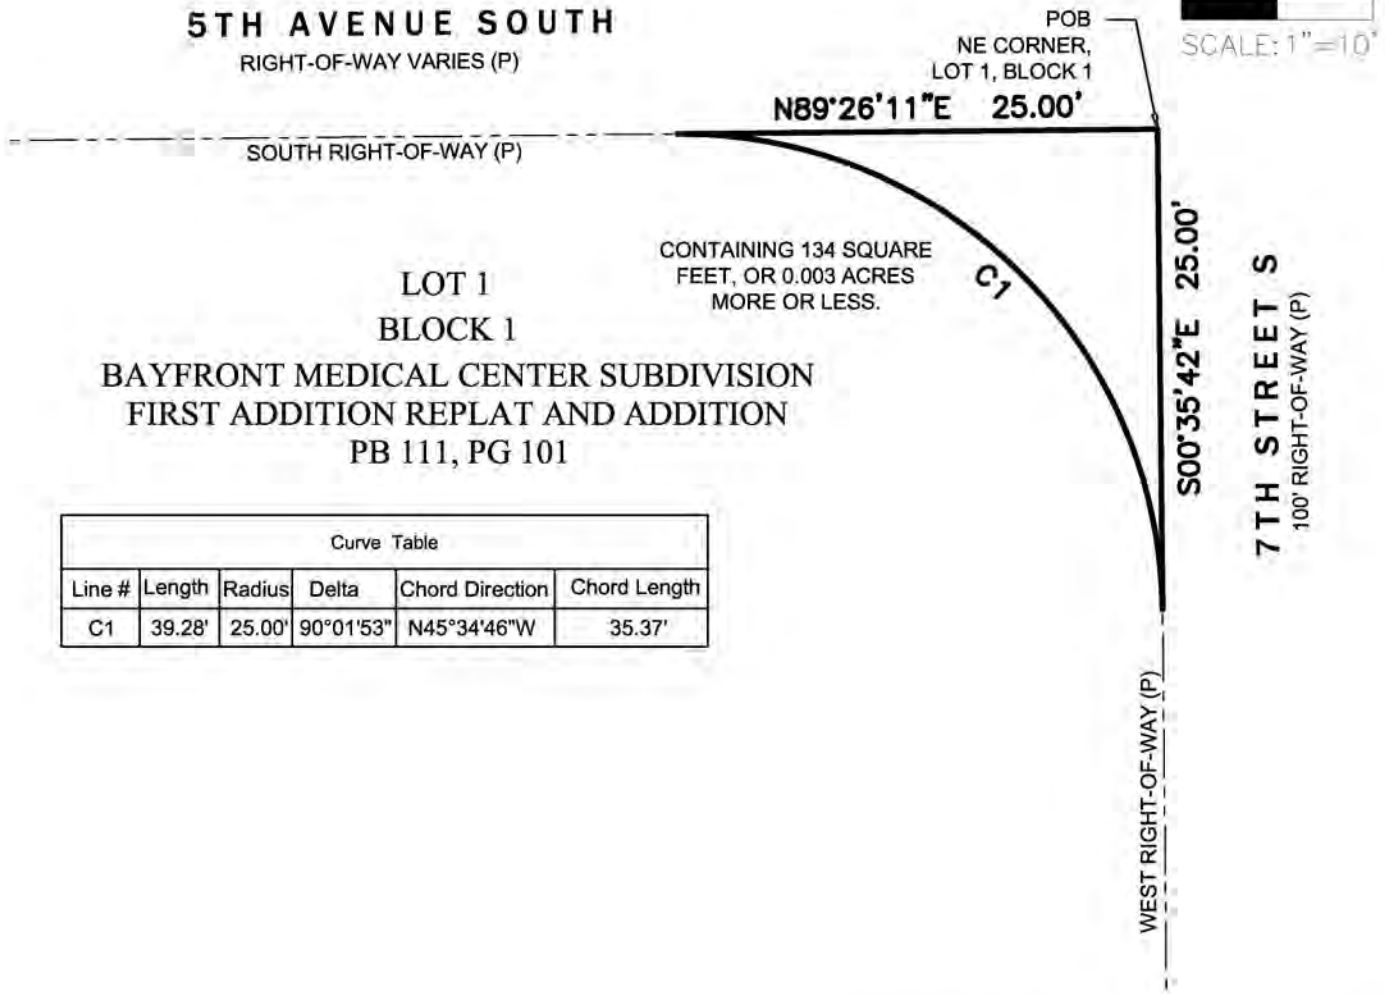 5TH AVENUE SOUTH
RIGHT-OF-WAY VARIES (P)
POB
NE CORNER,
LOT 1, BLOCK 1
SCALE: 1"=10'
N89°26'11"E 25.00'
SOUTH RIGHT-OF-WAY (P)
CONTAINING 134 SQUARE
FEET, OR 0.003 ACRES
MORE OR LESS.
C1
S00°35'42"E 25.00'
7TH STREET S
100' RIGHT-OF-WAY (P)
LOT 1
BLOCK 1
BAYFRONT MEDICAL CENTER SUBDIVISION
FIRST ADDITION REPLAT AND ADDITION
PB 111, PG 101
Curve Table
Line # Length Radius Delta Chord Direction Chord Length
C1 39.28' 25.00' 90°01'53" N45°34'46"W 35.37'
WEST RIGHT-OF-WAY (P)